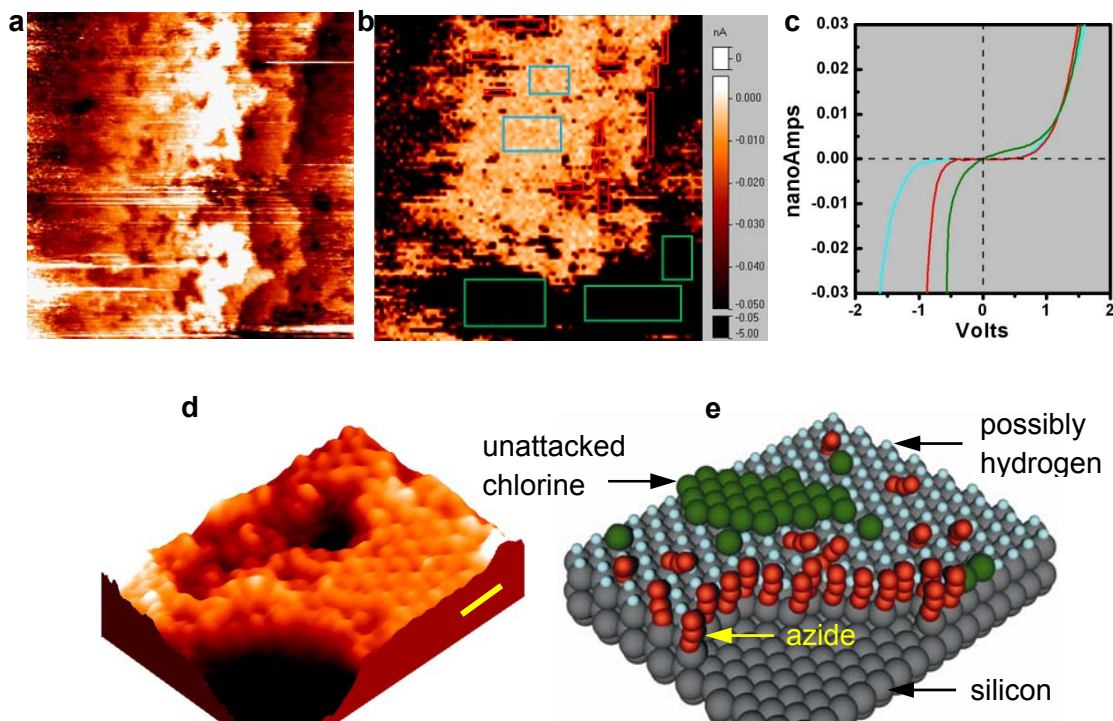 a
b
nA
0
0.000
-0.010
-0.020
-0.030
-0.040
-0.050
-0.05
-5.00
c
0.03
0.02
0.01
0.00
-0.01
-0.02
-0.03
nanoAmps
-2 -1 0 1 2
Volts
d
e
unattacked
chlorine
possibly
hydrogen
azide
silicon